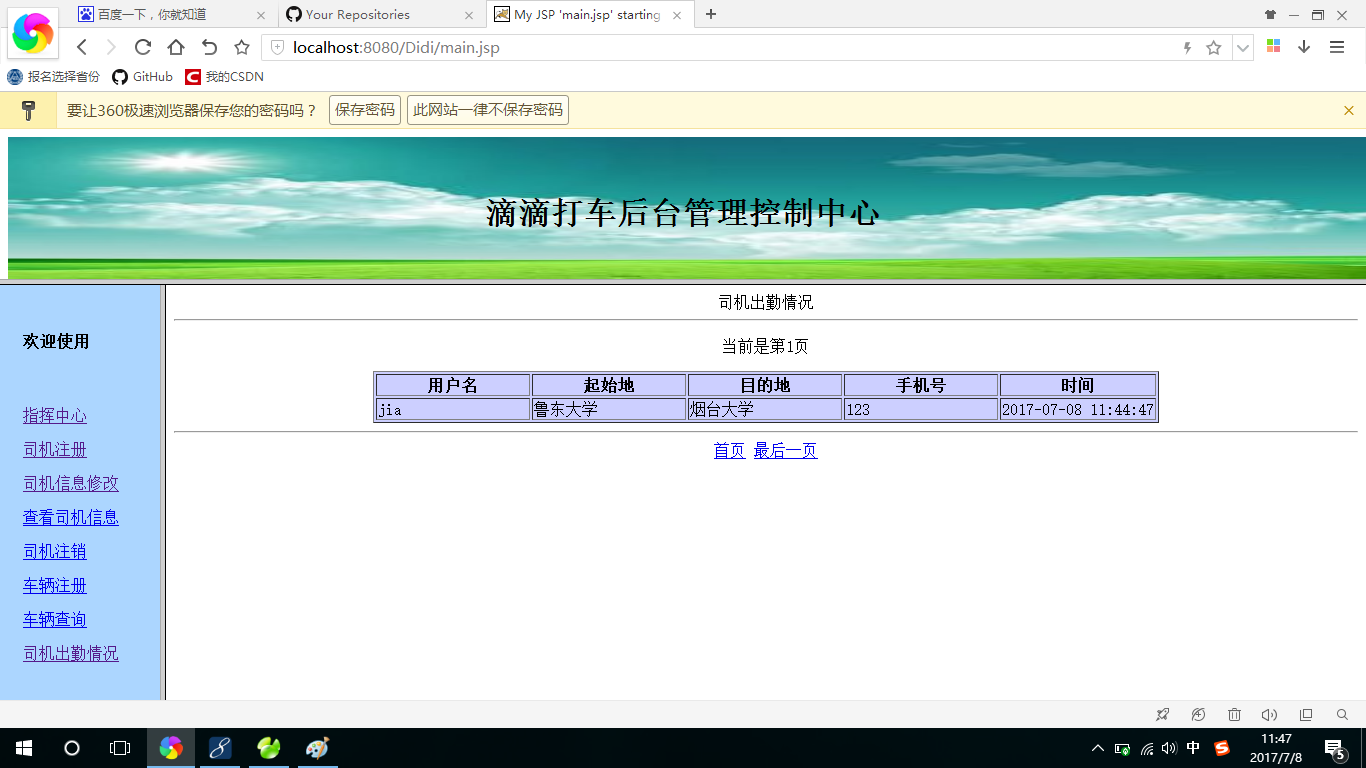 百度一下，你就知道
Your Repositories
My JSP 'main.jsp' starting
localhost:8080/Didi/main.jsp
报名选择省份 GitHub 我的CSDN
要让360极速浏览器保存您的密码吗？ 保存密码 此网站一律不保存密码
滴滴打车后台管理控制中心
欢迎使用
指挥中心
司机注册
司机信息修改
查看司机信息
司机注销
车辆注册
车辆查询
司机出勤情况
司机出勤情况
当前是第1页
用户名 起始地 目的地 手机号 时间
jia 鲁东大学 烟台大学 123 2017-07-08 11:44:47
首页 最后一页
中
11:47
2017/7/8
5